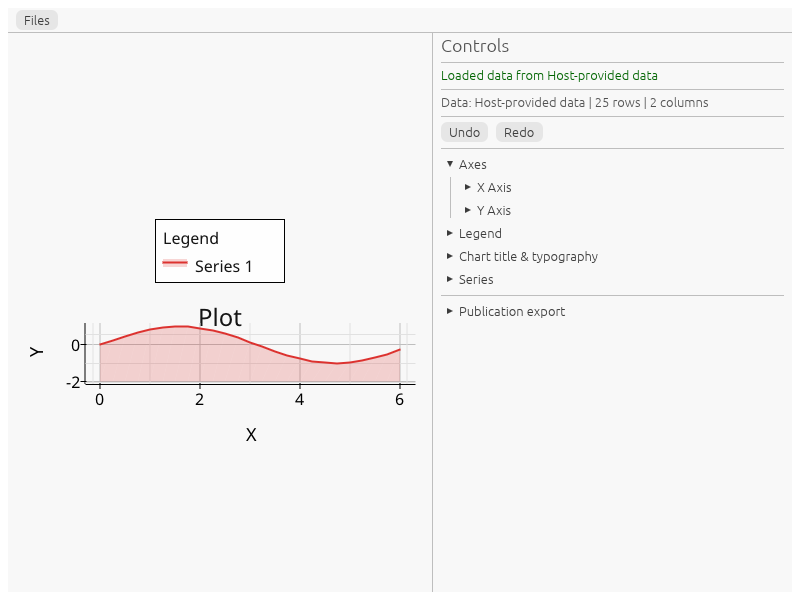 Files
Controls
Loaded data from Host-provided data
Data: Host-provided data | 25 rows | 2 columns
Undo Redo
Axes
X Axis
Y Axis
Legend
Chart title & typography
Series
Publication export
Legend
Series 1
Plot
Y
0
-2
0 2 4 6
X